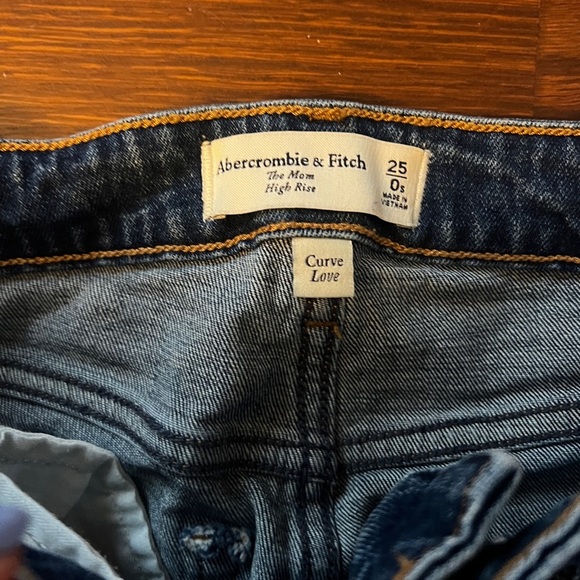 Abercrombie & Fitch
The Mom
High Rise
25
0s
MADE IN
VIETNAM
Curve
Love